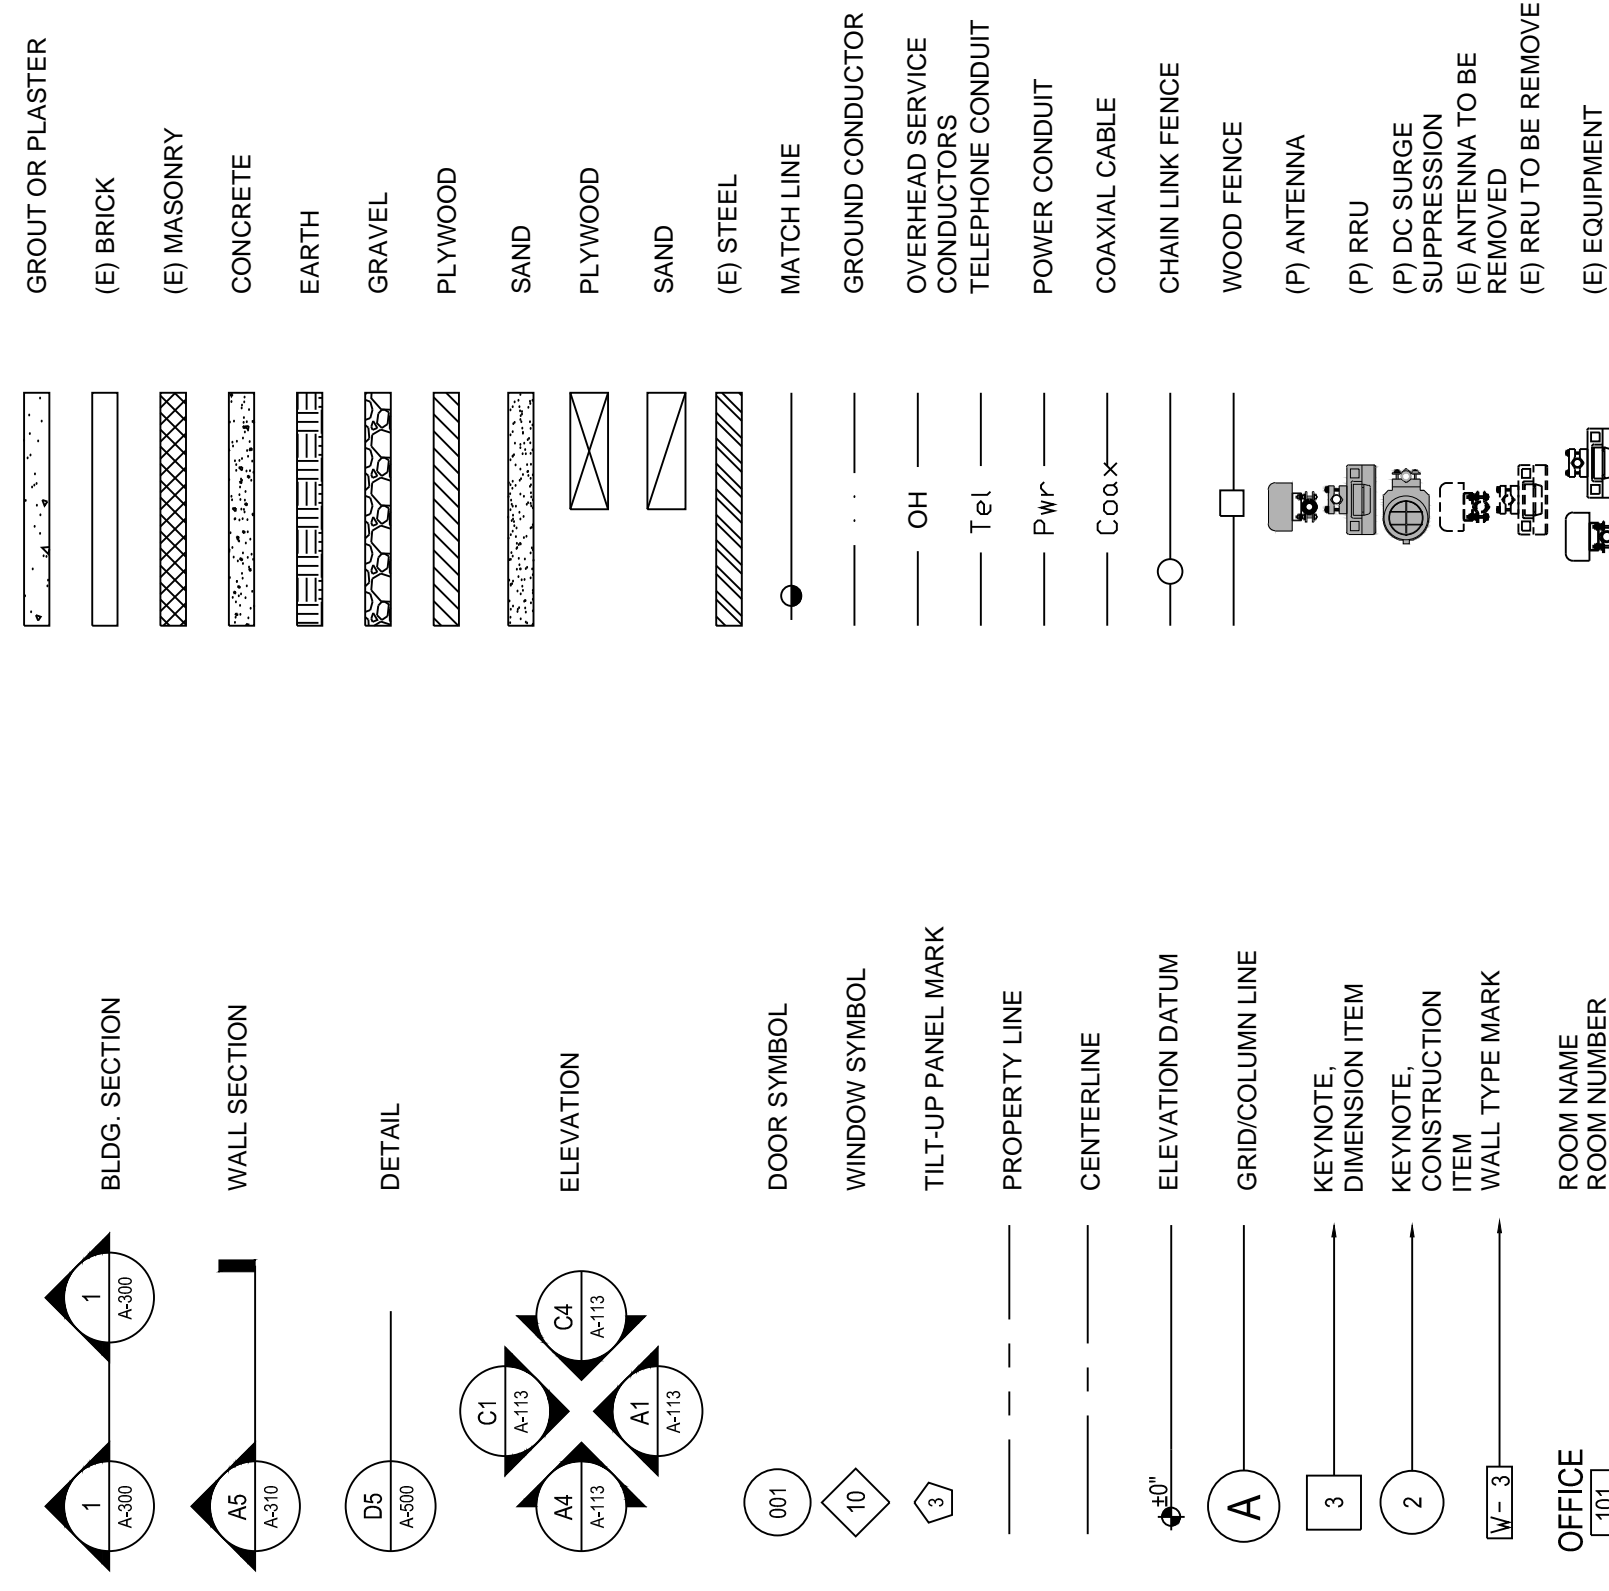 1
A-300
1
A-300
BLDG. SECTION
A5
A-310
WALL SECTION
D5
A-500
DETAIL
C1
A-113
A4
A-113
C4
A-113
A1
A-113
ELEVATION
001
DOOR SYMBOL
10
WINDOW SYMBOL
3
TILT-UP PANEL MARK
PROPERTY LINE
CENTERLINE
±0"
ELEVATION DATUM
A
GRID/COLUMN LINE
3
KEYNOTE,
DIMENSION ITEM
2
KEYNOTE,
CONSTRUCTION
ITEM
W- 3
WALL TYPE MARK
OFFICE
101
ROOM NAME
ROOM NUMBER
GROUT OR PLASTER
(E) BRICK
(E) MASONRY
CONCRETE
EARTH
GRAVEL
PLYWOOD
SAND
PLYWOOD
SAND
(E) STEEL
MATCH LINE
GROUND CONDUCTOR
OH
OVERHEAD SERVICE
CONDUCTORS
Tel
TELEPHONE CONDUIT
Pwr
POWER CONDUIT
Coax
COAXIAL CABLE
CHAIN LINK FENCE
WOOD FENCE
(P) ANTENNA
(P) RRU
(P) DC SURGE
SUPPRESSION
(E) ANTENNA TO BE
REMOVED
(E) RRU TO BE REMOVE
(E) EQUIPMENT